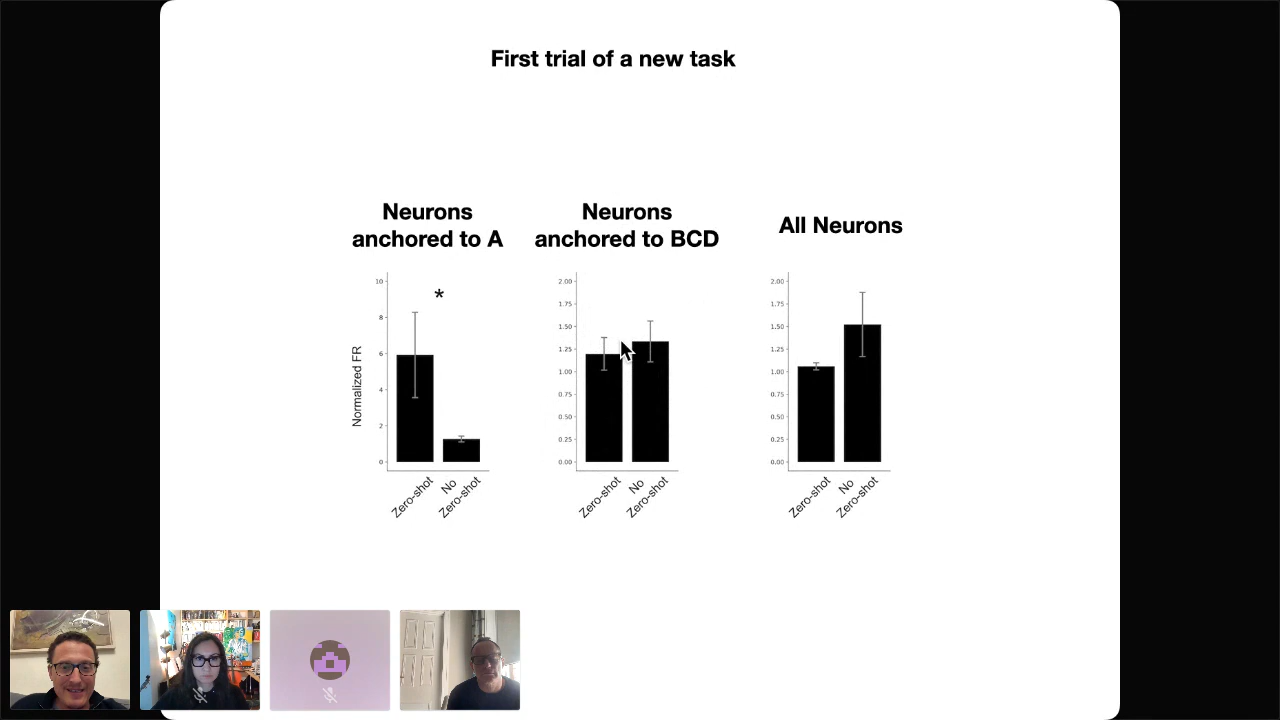 First trial of a new task
Neurons
anchored to A
Neurons
anchored to BCD
All Neurons
*
Normalized FR
10
8
6
4
2
0
Zero-shot
No
Zero-shot
2.00
1.75
1.50
1.25
1.00
0.75
0.50
0.25
0.00
Zero-shot
No
Zero-shot
2.00
1.75
1.50
1.25
1.00
0.75
0.50
0.25
0.00
Zero-shot
No
Zero-shot